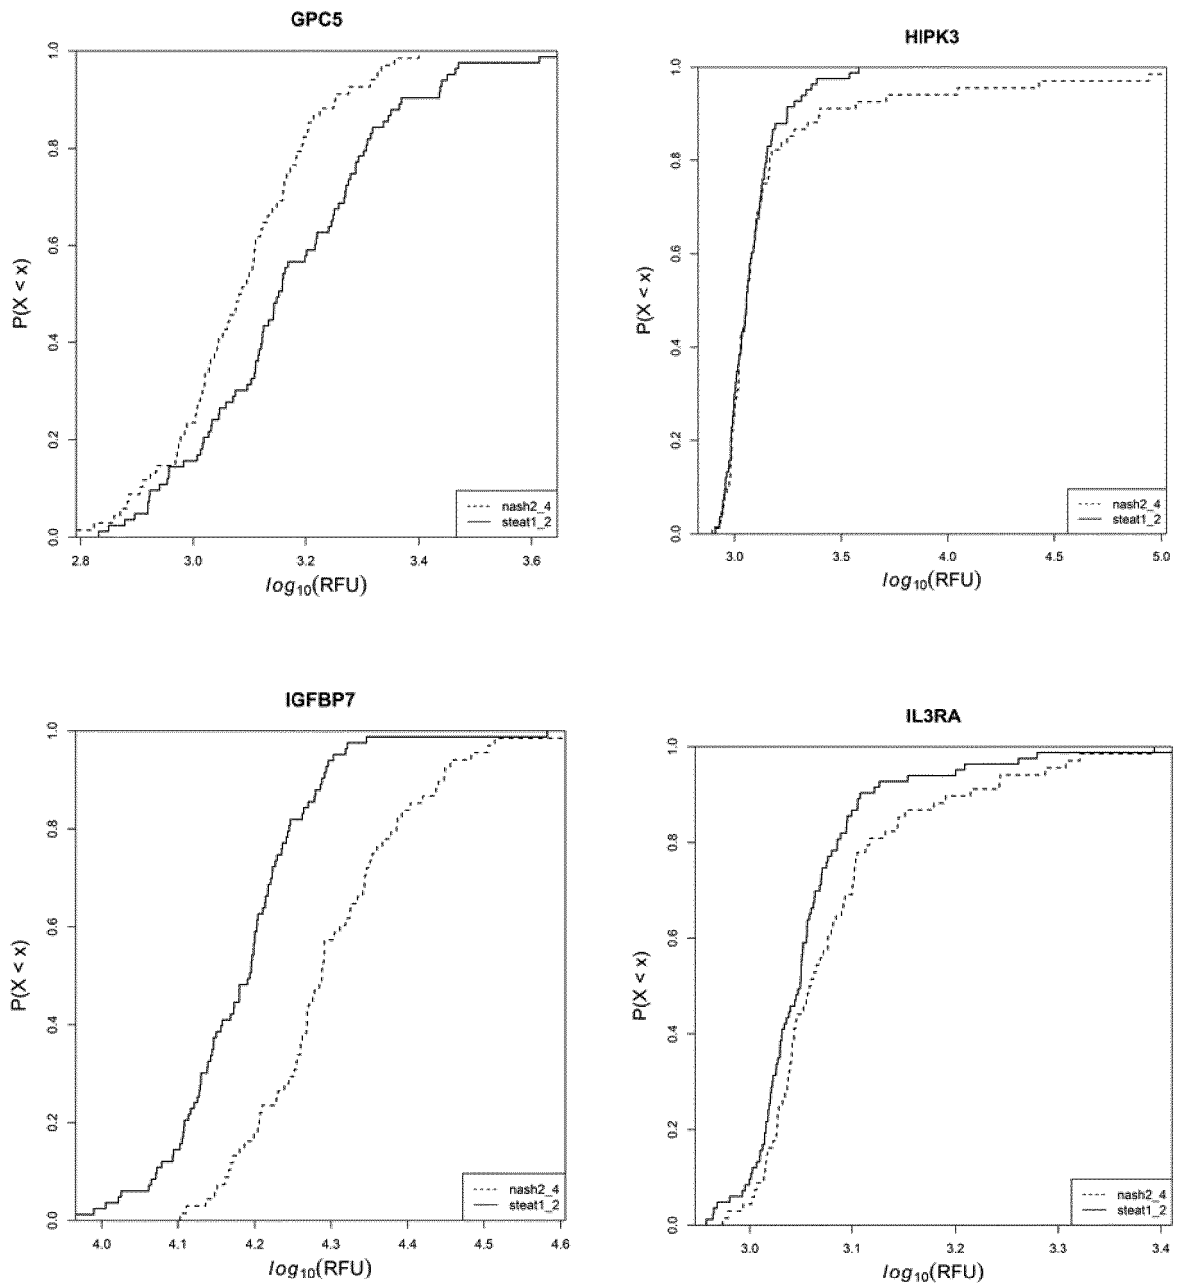 GPC5
P(X < x)
1.0
0.8
0.6
0.4
0.2
0.0
nash2_4
steat1_2
2.8 3.0 3.2 3.4 3.6
log10(RFU)
HIPK3
P(X < x)
1.0
0.8
0.6
0.4
0.2
0.0
nash2_4
steat1_2
3.0 3.5 4.0 4.5 5.0
log10(RFU)
IGFBP7
P(X < x)
1.0
0.8
0.6
0.4
0.2
0.0
nash2_4
steat1_2
4.0 4.1 4.2 4.3 4.4 4.5 4.6
log10(RFU)
IL3RA
P(X < x)
1.0
0.8
0.6
0.4
0.2
0.0
nash2_4
steat1_2
3.0 3.1 3.2 3.3 3.4
log10(RFU)